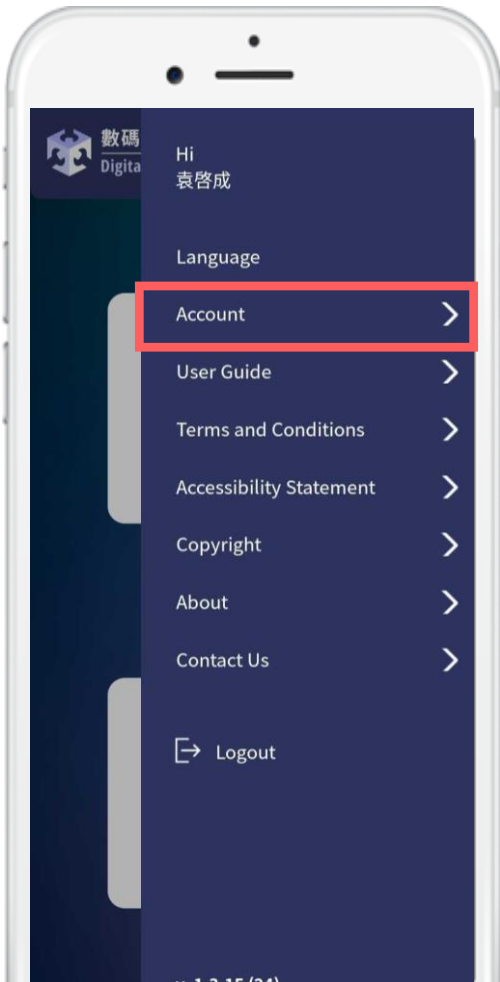 數碼
Digita
Hi
袁啓成
Language
Account
User Guide
Terms and Conditions
Accessibility Statement
Copyright
About
Contact Us
Logout